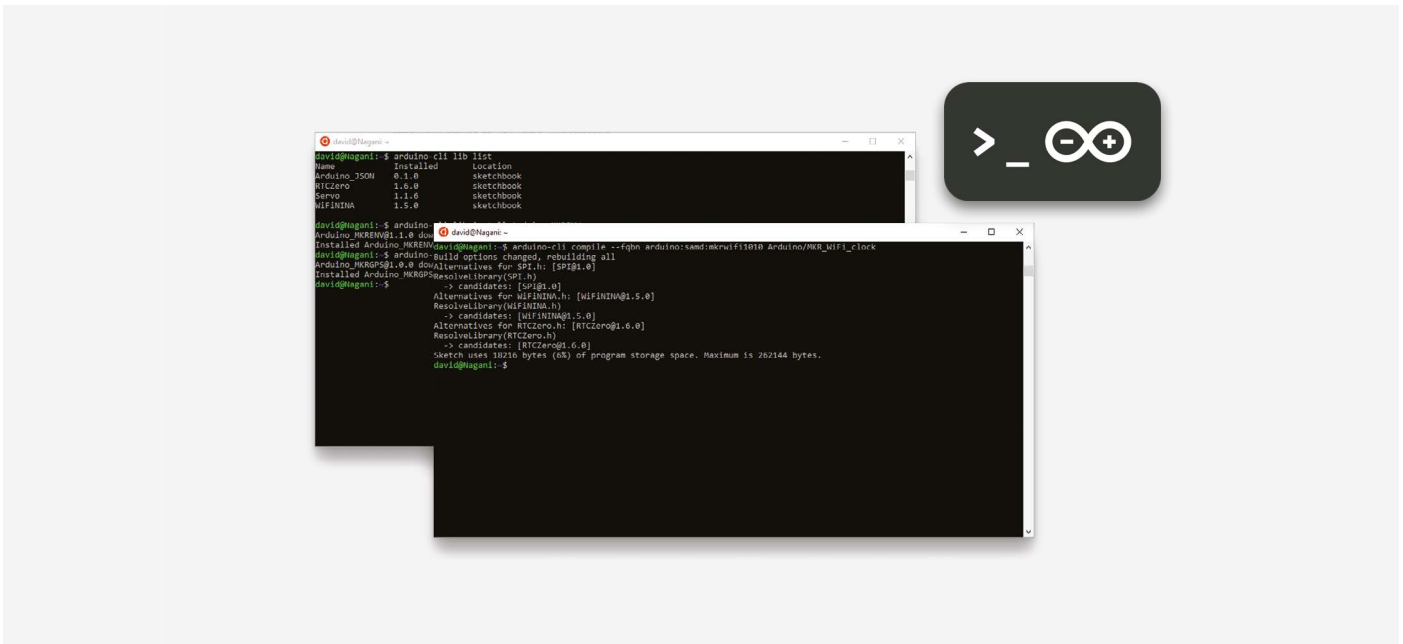 david@Nagani: ~
david@Nagani:~$ arduino-cli lib list
Name Installed Location
Arduino_JSON 0.1.0 sketchbook
RTCZero 1.6.0 sketchbook
Servo 1.1.6 sketchbook
WiFiNINA 1.5.0 sketchbook
david@Nagani:~$ arduino-
Arduino_MKRENV@1.1.0 dow
Installed Arduino_MKRENV
david@Nagani:~$ arduino-
Arduino_MKRGPS@1.0.0 dow
Installed Arduino_MKRGPS
david@Nagani:~$
david@Nagani: ~
david@Nagani:~$ arduino-cli compile --fqbn arduino:samd:mkrwifi1010 Arduino/MKR_WiFi_clock
Build options changed, rebuilding all
Alternatives for SPI.h: [SPI@1.0]
ResolveLibrary(SPI.h)
-> candidates: [SPI@1.0]
Alternatives for WiFiNINA.h: [WiFiNINA@1.5.0]
ResolveLibrary(WiFiNINA.h)
-> candidates: [WiFiNINA@1.5.0]
Alternatives for RTCZero.h: [RTCZero@1.6.0]
ResolveLibrary(RTCZero.h)
-> candidates: [RTCZero@1.6.0]
Sketch uses 18216 bytes (6%) of program storage space. Maximum is 262144 bytes.
david@Nagani:~$
>_